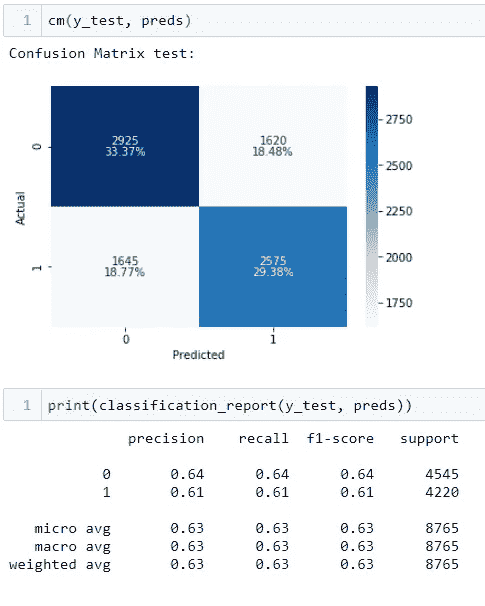 1 cm(y_test, preds)
Confusion Matrix test:
2925 1620
33.37% 18.48%
1645 2575
18.77% 29.38%
0
1
Actual
0 1
Predicted
2750
2500
2250
2000
1750
1 print(classification_report(y_test, preds))
precision recall f1-score support
0 0.64 0.64 0.64 4545
1 0.61 0.61 0.61 4220
micro avg 0.63 0.63 0.63 8765
macro avg 0.63 0.63 0.63 8765
weighted avg 0.63 0.63 0.63 8765